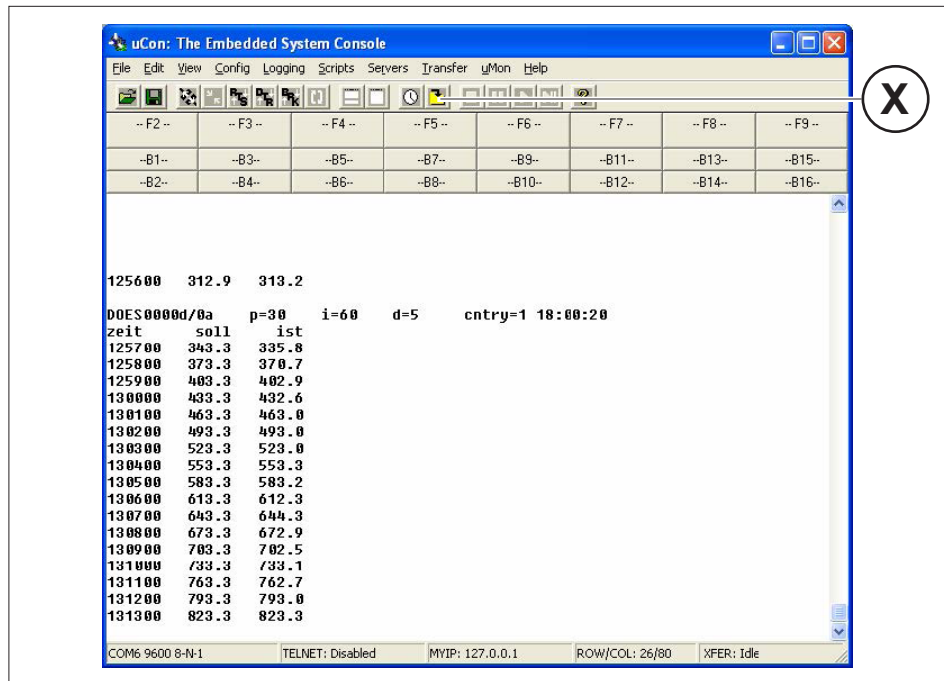 uCon: The Embedded System Console
File Edit View Config Logging Scripts Servers Transfer uMon Help
RTS DTR BRK
X
-- F2 -- -- F3 -- -- F4 -- -- F5 -- -- F6 -- -- F7 -- -- F8 -- -- F9 --
--B1-- --B3-- --B5-- --B7-- --B9-- --B11-- --B13-- --B15--
--B2-- --B4-- --B6-- --B8-- --B10-- --B12-- --B14-- --B16--
125600 312.9 313.2
DOES0000d/0a p=30 i=60 d=5 cntry=1 18:00:20
zeit soll ist
125700 343.3 335.8
125800 373.3 370.7
125900 403.3 402.9
130000 433.3 432.6
130100 463.3 463.0
130200 493.3 493.0
130300 523.3 523.0
130400 553.3 553.3
130500 583.3 583.2
130600 613.3 612.3
130700 643.3 644.3
130800 673.3 672.9
130900 703.3 702.5
131000 733.3 733.1
131100 763.3 762.7
131200 793.3 793.0
131300 823.3 823.3
COM6 9600 8-N-1 TELNET: Disabled MYIP: 127.0.0.1 ROW/COL: 26/80 XFER: Idle